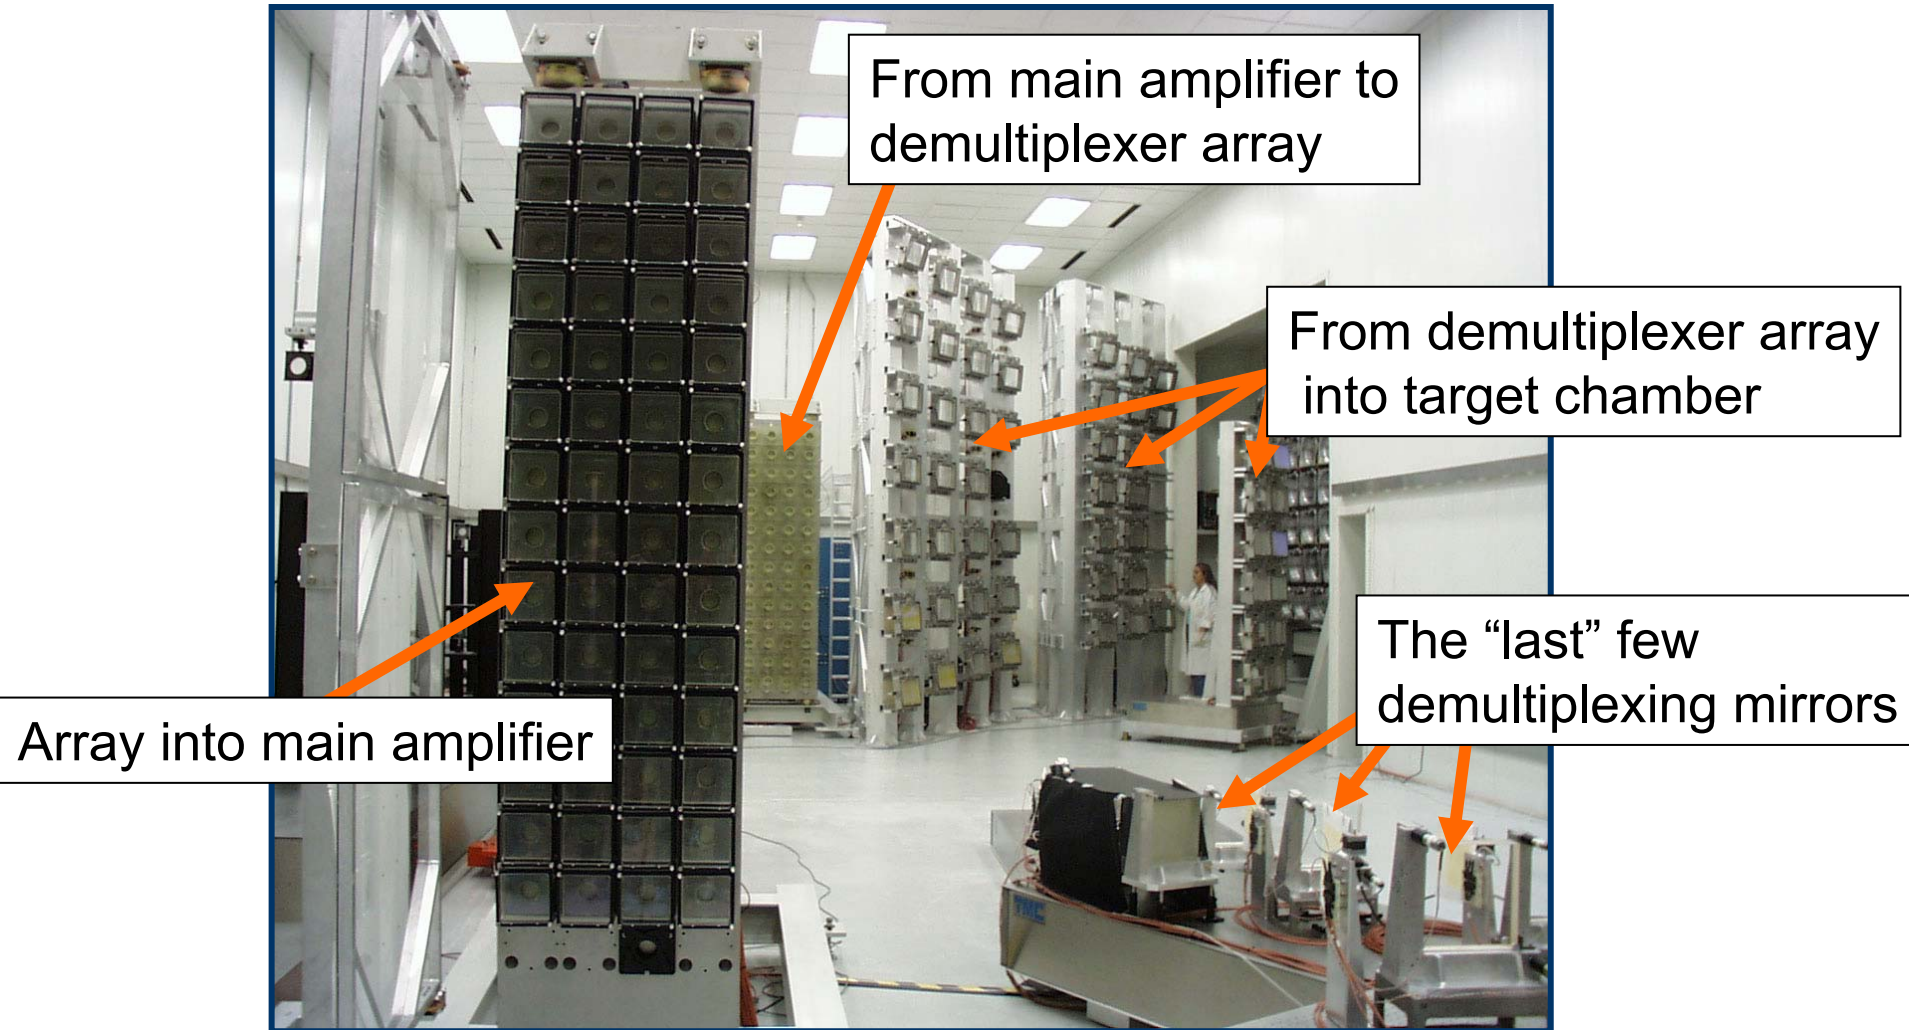 From main amplifier to
demultiplexer array
From demultiplexer array
into target chamber
The “last” few
demultiplexing mirrors
Array into main amplifier
TMC